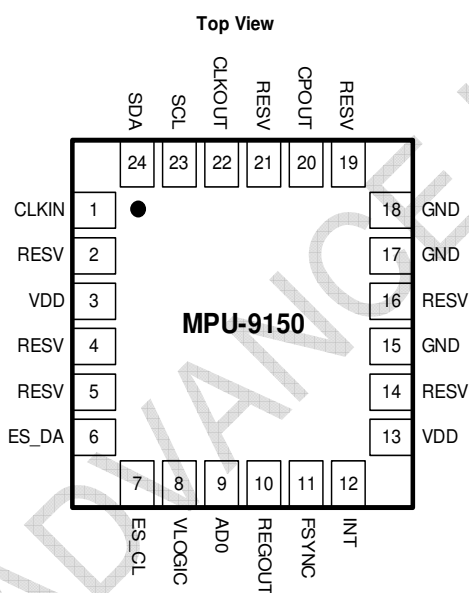 Top View
SDA
SCL
CLKOUT
RESV
CPOUT
RESV
24 23 22 21 20 19
CLKIN 1
RESV 2
VDD 3
RESV 4
RESV 5
ES_DA 6
MPU-9150
18 GND
17 GND
16 RESV
15 GND
14 RESV
13 VDD
7 8 9 10 11 12
ES_CL
VLOGIC
AD0
REGOUT
FSYNC
INT
ADVANCE